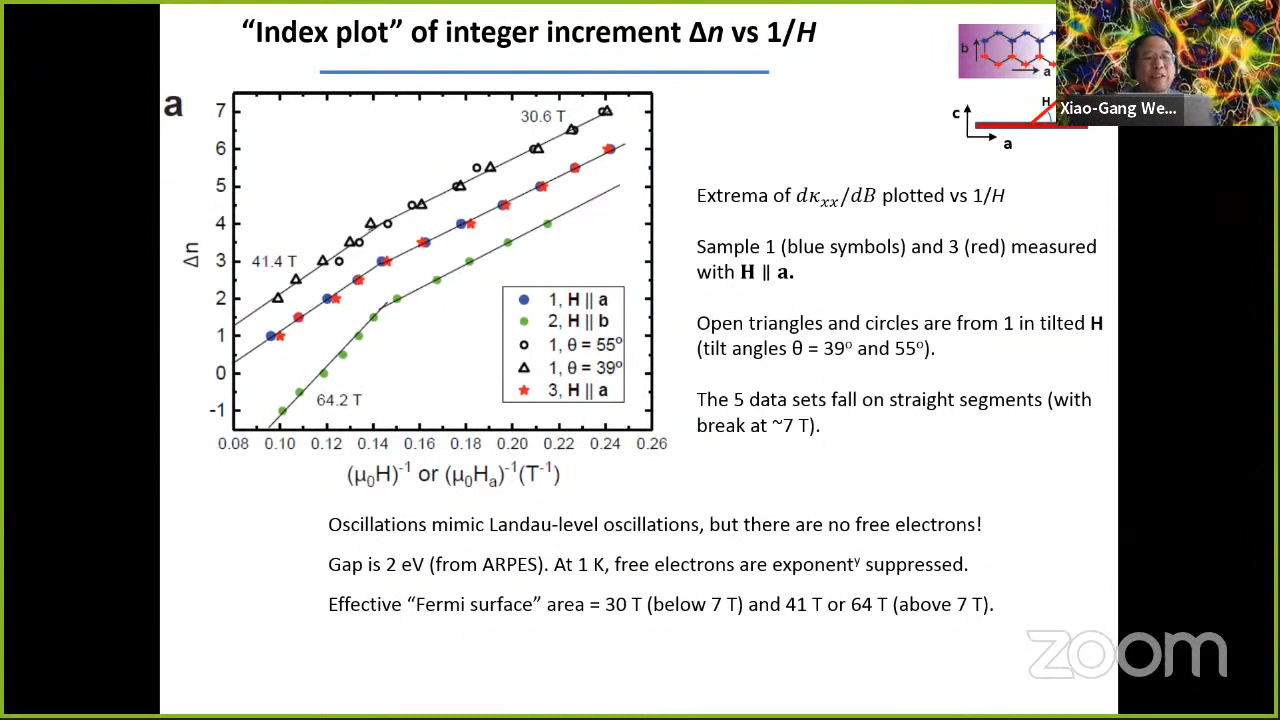 “Index plot” of integer increment Δn vs 1/H
b
a
H
c
a
Xiao-Gang We...
a
7
6
5
4
3
2
1
0
-1
Δn
30.6 T
41.4 T
64.2 T
1, H || a
2, H || b
1, θ = 55º
1, θ = 39º
3, H || a
0.08 0.10 0.12 0.14 0.16 0.18 0.20 0.22 0.24 0.26
(μ₀H)⁻¹ or (μ₀Hₐ)⁻¹(T⁻¹)
Extrema of dκₓₓ/dB plotted vs 1/H
Sample 1 (blue symbols) and 3 (red) measured
with H ∥ a.
Open triangles and circles are from 1 in tilted H
(tilt angles θ = 39º and 55º).
The 5 data sets fall on straight segments (with
break at ~7 T).
Oscillations mimic Landau-level oscillations, but there are no free electrons!
Gap is 2 eV (from ARPES). At 1 K, free electrons are exponentʸ suppressed.
Effective “Fermi surface” area = 30 T (below 7 T) and 41 T or 64 T (above 7 T).
zoom